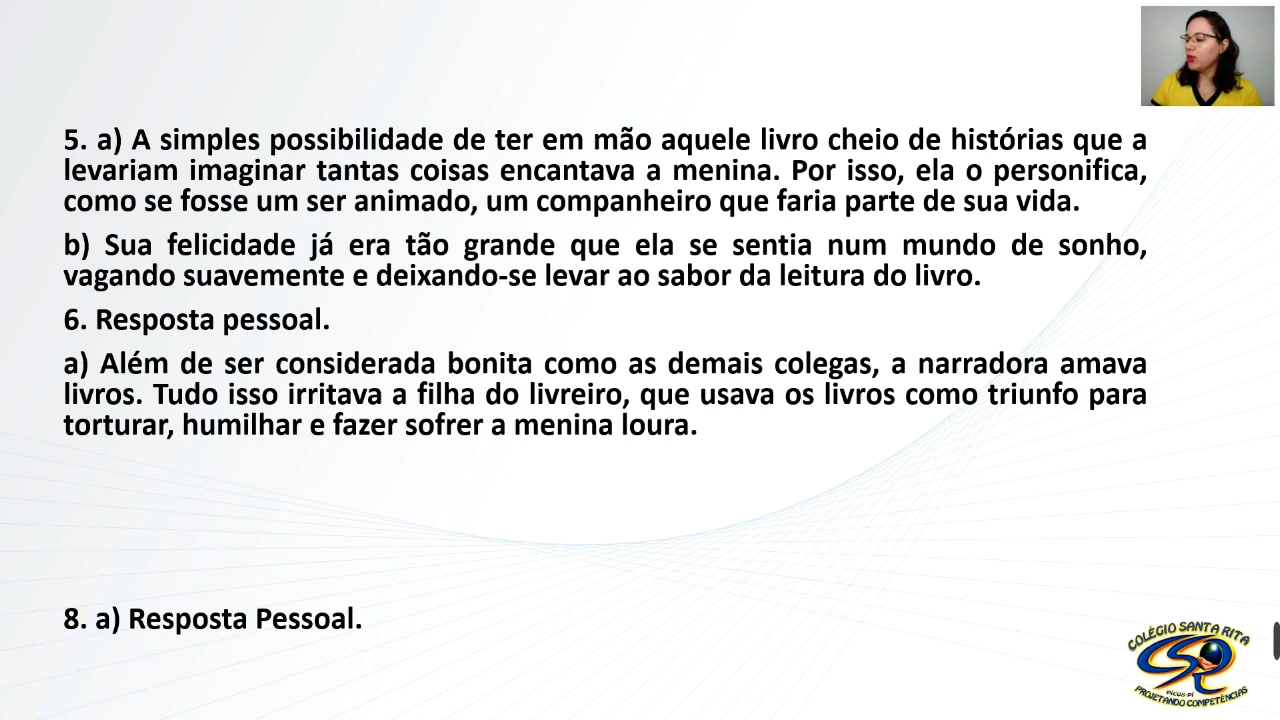 5. a) A simples possibilidade de ter em mão aquele livro cheio de histórias que a
levariam imaginar tantas coisas encantava a menina. Por isso, ela o personifica,
como se fosse um ser animado, um companheiro que faria parte de sua vida.
b) Sua felicidade já era tão grande que ela se sentia num mundo de sonho,
vagando suavemente e deixando-se levar ao sabor da leitura do livro.
6. Resposta pessoal.
a) Além de ser considerada bonita como as demais colegas, a narradora amava
livros. Tudo isso irritava a filha do livreiro, que usava os livros como triunfo para
torturar, humilhar e fazer sofrer a menina loura.
8. a) Resposta Pessoal.
COLÉGIO SANTA RITA
PICOS-PI
PROJETANDO COMPETÊNCIAS